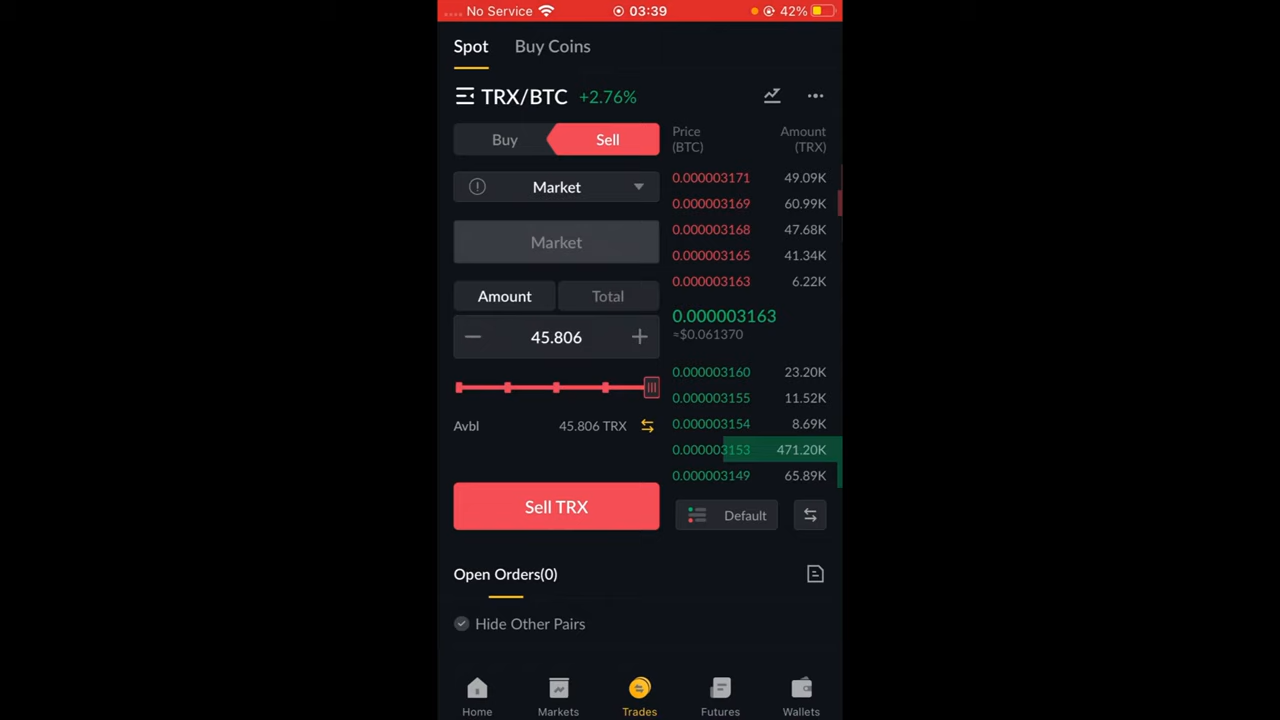 No Service 03:39 42%
Spot Buy Coins
TRX/BTC +2.76%
Buy Sell
Market
Market
Amount Total
45.806
Avbl 45.806 TRX
Sell TRX
Price (BTC) Amount (TRX)
0.000003171 49.09K
0.000003169 60.99K
0.000003168 47.68K
0.000003165 41.34K
0.000003163 6.22K
0.000003163
≈$0.061370
0.000003160 23.20K
0.000003155 11.52K
0.000003154 8.69K
0.000003153 471.20K
0.000003149 65.89K
Default
Open Orders(0)
Hide Other Pairs
Home Markets Trades Futures Wallets